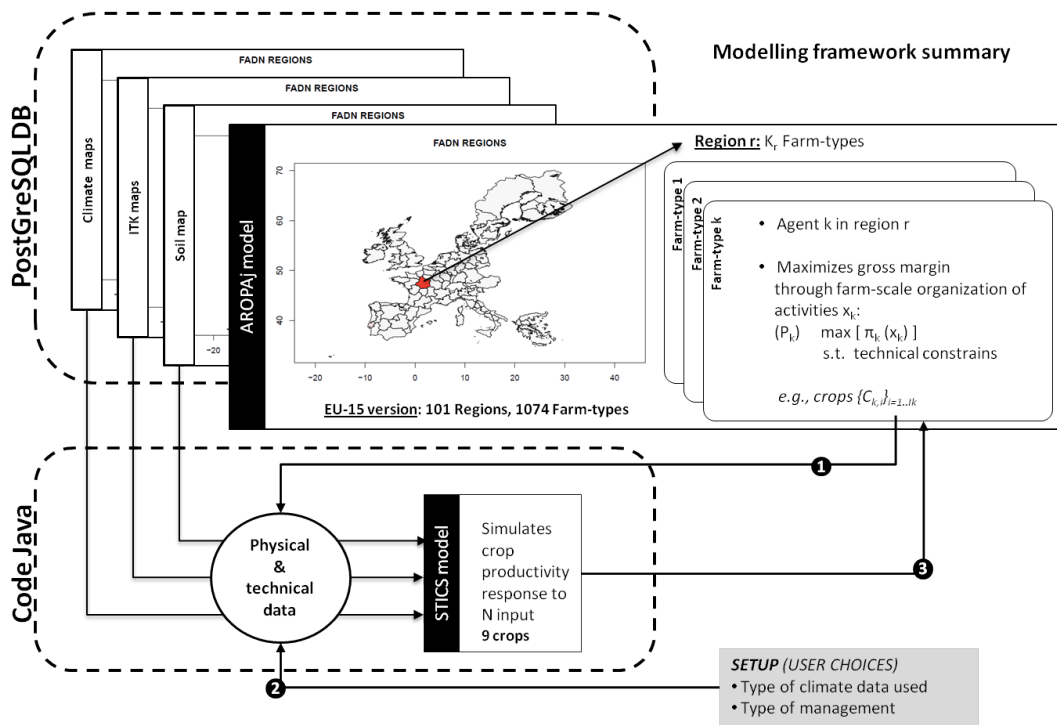 Modelling framework summary
PostGreSQL DB
FADN REGIONS
Climate maps
FADN REGIONS
ITK maps
FADN REGIONS
Soil map
−20
AROPAj model
FADN REGIONS
70
60
50
40
−20
−10
0
10
20
30
40
EU-15 version: 101 Regions, 1074 Farm-types
Region r: Kr Farm-types
Farm-type 1
Farm-type 2
Farm-type k
• Agent k in region r
• Maximizes gross margin
through farm-scale organization of
activities xk:
(Pk) max [ πk (xk) ]
s.t. technical constrains
e.g., crops {Ck,i}i=1..Ik
1
Code Java
Physical
&
technical
data
STICS model
Simulates
crop
productivity
response to
N input
9 crops
3
2
SETUP (USER CHOICES)
• Type of climate data used
• Type of management